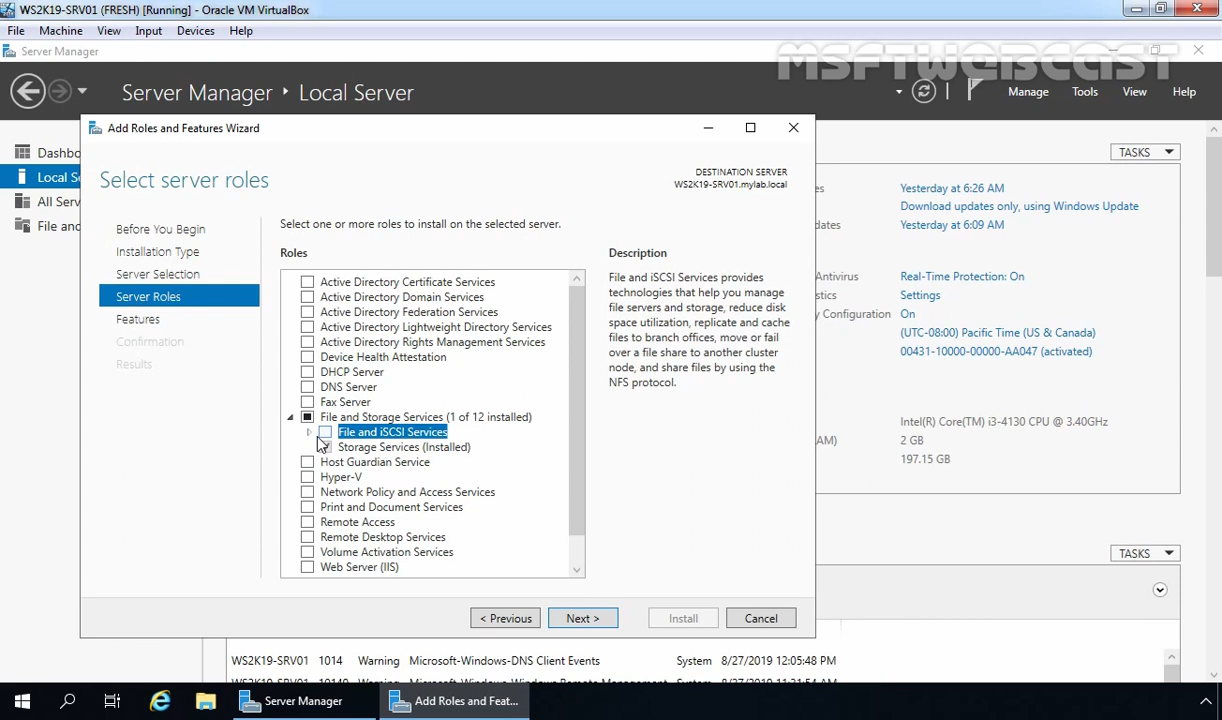 WS2K19-SRV01 (FRESH) [Running] - Oracle VM VirtualBox
File Machine View Input Devices Help
Server Manager
MSFTWEBCAST
Server Manager Local Server
Manage Tools View Help
Dashbo
Local Se
All Serv
File and
Add Roles and Features Wizard
Select server roles
DESTINATION SERVER
WS2K19-SRV01.mylab.local
Before You Begin
Installation Type
Server Selection
Server Roles
Features
Confirmation
Results
Select one or more roles to install on the selected server.
Roles
Active Directory Certificate Services
Active Directory Domain Services
Active Directory Federation Services
Active Directory Lightweight Directory Services
Active Directory Rights Management Services
Device Health Attestation
DHCP Server
DNS Server
Fax Server
File and Storage Services (1 of 12 installed)
File and iSCSI Services
Storage Services (Installed)
Host Guardian Service
Hyper-V
Network Policy and Access Services
Print and Document Services
Remote Access
Remote Desktop Services
Volume Activation Services
Web Server (IIS)
Description
File and iSCSI Services provides
technologies that help you manage
file servers and storage, reduce disk
space utilization, replicate and cache
files to branch offices, move or fail
over a file share to another cluster
node, and share files by using the
NFS protocol.
< Previous Next > Install Cancel
TASKS
es Yesterday at 6:26 AM
Download updates only, using Windows Update
dates Yesterday at 6:09 AM
Antivirus Real-Time Protection: On
stics Settings
y Configuration On
(UTC-08:00) Pacific Time (US & Canada)
00431-10000-00000-AA047 (activated)
Intel(R) Core(TM) i3-4130 CPU @ 3.40GHz
AM) 2 GB
197.15 GB
TASKS
WS2K19-SRV01 1014 Warning Microsoft-Windows-DNS Client Events System 8/27/2019 12:05:48 PM
Server Manager
Add Roles and Feat...